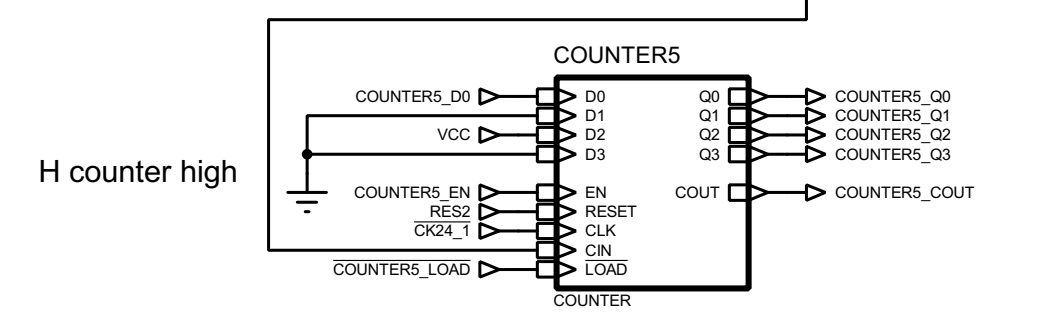 COUNTER5
COUNTER5_D0 D0 Q0 COUNTER5_Q0
D1 Q1 COUNTER5_Q1
VCC D2 Q2 COUNTER5_Q2
D3 Q3 COUNTER5_Q3
H counter high
COUNTER5_EN EN COUT COUNTER5_COUT
RES2 RESET
CK24_1 CLK
CIN
COUNTER5_LOAD LOAD
COUNTER